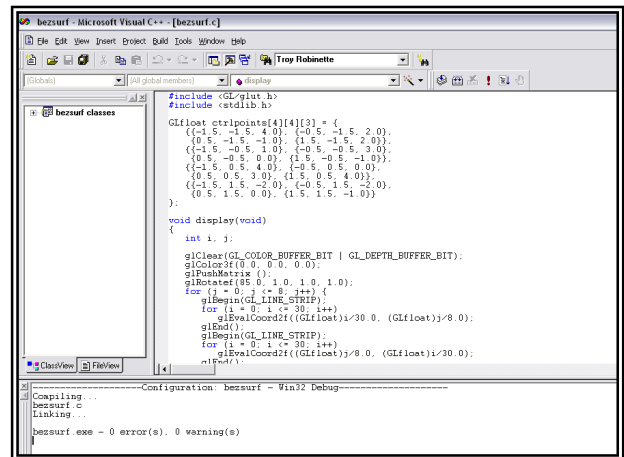 bezsurf - Microsoft Visual C++ - [bezsurf.c]
File Edit View Insert Project Build Tools Window Help
Troy Robinette
(Globals) (All global members) display
bezsurf classes
#include <GL/glut.h>
#include <stdlib.h>
GLfloat ctrlpoints[4][4][3] = {
{{-1.5, -1.5, 4.0}, {-0.5, -1.5, 2.0},
{0.5, -1.5, -1.0}, {1.5, -1.5, 2.0}},
{{-1.5, -0.5, 1.0}, {-0.5, -0.5, 3.0},
{0.5, -0.5, 0.0}, {1.5, -0.5, -1.0}},
{{-1.5, 0.5, 4.0}, {-0.5, 0.5, 0.0},
{0.5, 0.5, 3.0}, {1.5, 0.5, 4.0}},
{{-1.5, 1.5, -2.0}, {-0.5, 1.5, -2.0},
{0.5, 1.5, 0.0}, {1.5, 1.5, -1.0}}
};
void display(void)
{
int i, j;
glClear(GL_COLOR_BUFFER_BIT | GL_DEPTH_BUFFER_BIT);
glColor3f(0.0, 0.0, 0.0);
glPushMatrix ();
glRotatef(85.0, 1.0, 1.0, 1.0);
for (j = 0; j <= 8; j++) {
glBegin(GL_LINE_STRIP);
for (i = 0; i <= 30; i++)
glEvalCoord2f((GLfloat)i/30.0, (GLfloat)j/8.0);
glEnd();
glBegin(GL_LINE_STRIP);
for (i = 0; i <= 30; i++)
glEvalCoord2f((GLfloat)j/8.0, (GLfloat)i/30.0);
glEnd();
ClassView FileView
--------------------Configuration: bezsurf - Win32 Debug--------------------
Compiling...
bezsurf.c
Linking...
bezsurf.exe - 0 error(s), 0 warning(s)